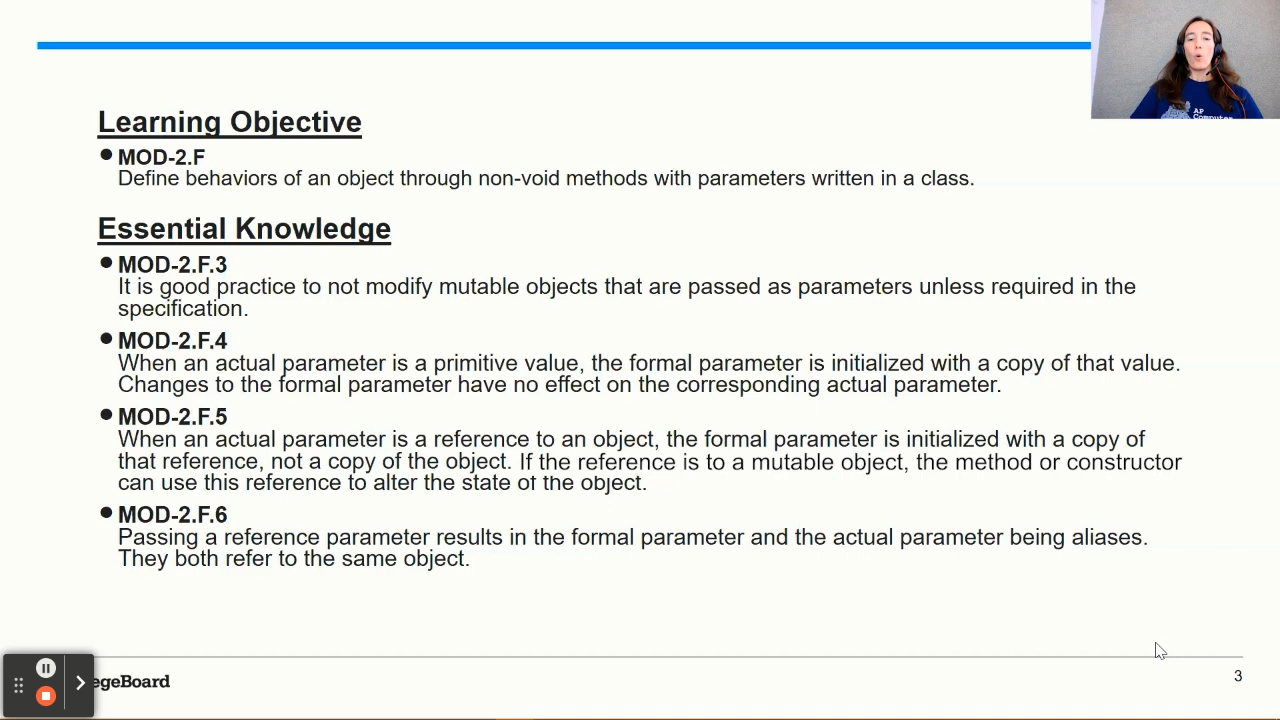 Learning Objective
MOD-2.F
Define behaviors of an object through non-void methods with parameters written in a class.
Essential Knowledge
MOD-2.F.3
It is good practice to not modify mutable objects that are passed as parameters unless required in the
specification.
MOD-2.F.4
When an actual parameter is a primitive value, the formal parameter is initialized with a copy of that value.
Changes to the formal parameter have no effect on the corresponding actual parameter.
MOD-2.F.5
When an actual parameter is a reference to an object, the formal parameter is initialized with a copy of
that reference, not a copy of the object. If the reference is to a mutable object, the method or constructor
can use this reference to alter the state of the object.
MOD-2.F.6
Passing a reference parameter results in the formal parameter and the actual parameter being aliases.
They both refer to the same object.
egeBoard
3
AP
Computer